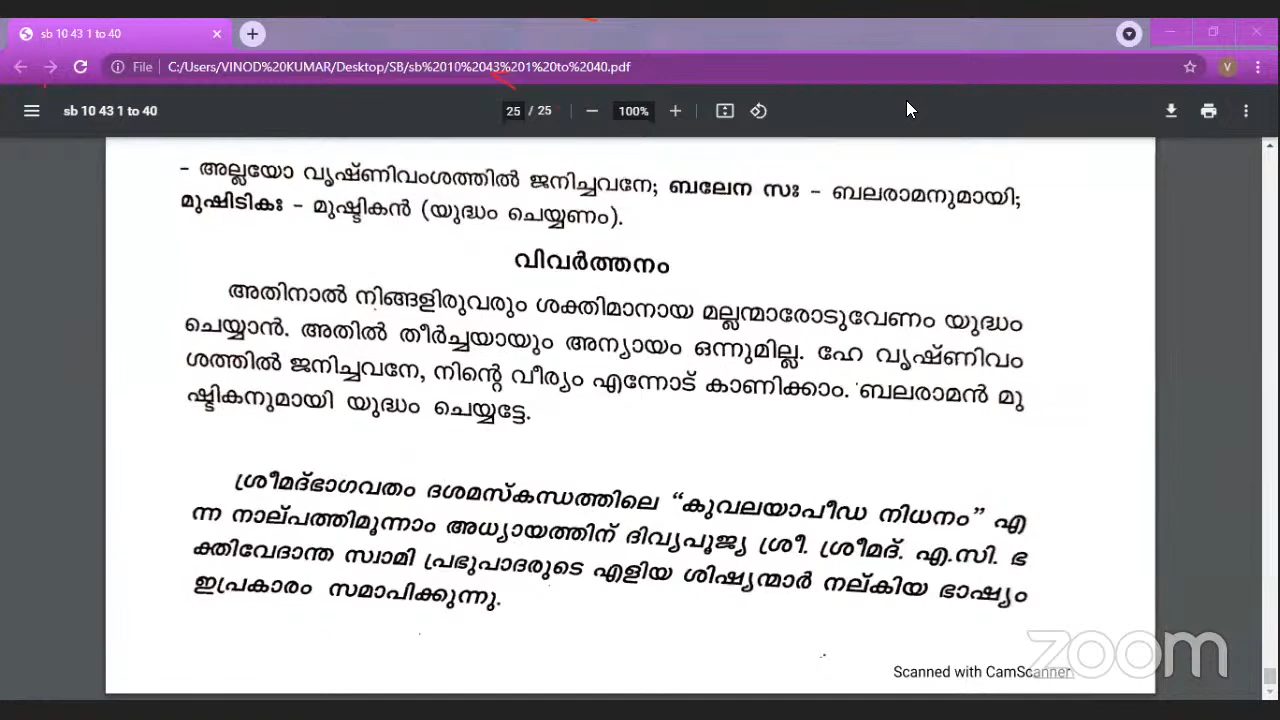 sb 10 43 1 to 40
File C:/Users/VINOD%20KUMAR/Desktop/SB/sb%2010%2043%201%20to%2040.pdf
V
sb 10 43 1 to 40 25 / 25 100%
- അല്ലയോ വൃഷ്ണിവംശത്തിൽ ജനിച്ചവനേ; ബലേന സഃ - ബലരാമനുമായി;
മുഷിടികഃ - മുഷ്ടികൻ (യുദ്ധം ചെയ്യണം).
വിവർത്തനം
അതിനാൽ നിങ്ങളിരുവരും ശക്തിമാനായ മല്ലന്മാരോടുവേണം യുദ്ധം
ചെയ്യാൻ. അതിൽ തീർച്ചയായും അന്യായം ഒന്നുമില്ല. ഹേ വൃഷ്ണിവം
ശത്തിൽ ജനിച്ചവനേ, നിന്റെ വീര്യം എന്നോട് കാണിക്കാം. ബലരാമൻ മു
ഷ്ടികനുമായി യുദ്ധം ചെയ്യട്ടേ.
ശ്രീമദ്ഭാഗവതം ദശമസ്കന്ധത്തിലെ “കുവലയാപീഡ നിധനം” എ
ന്ന നാല്പത്തിമൂന്നാം അധ്യായത്തിന് ദിവ്യപൂജ്യ ശ്രീ. ശ്രീമദ്. എ.സി. ഭ
ക്തിവേദാന്ത സ്വാമി പ്രഭുപാദരുടെ എളിയ ശിഷ്യന്മാർ നല്കിയ ഭാഷ്യം
ഇപ്രകാരം സമാപിക്കുന്നു.
zoom
Scanned with CamScanner